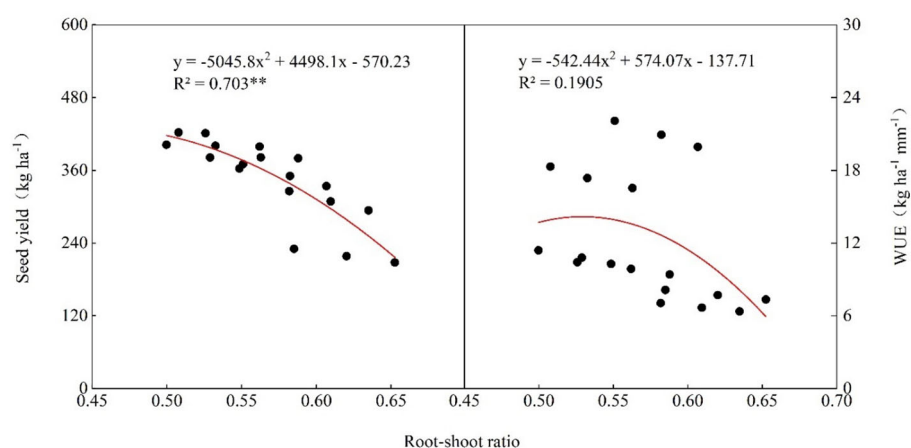 600
480
360
240
120
0
Seed yield（kg ha⁻¹）
y = -5045.8x² + 4498.1x - 570.23
R² = 0.703**
y = -542.44x² + 574.07x - 137.71
R² = 0.1905
30
24
18
12
6
0
WUE（kg ha⁻¹ mm⁻¹）
0.45 0.50 0.55 0.60 0.65 0.45 0.50 0.55 0.60 0.65 0.70
Root-shoot ratio